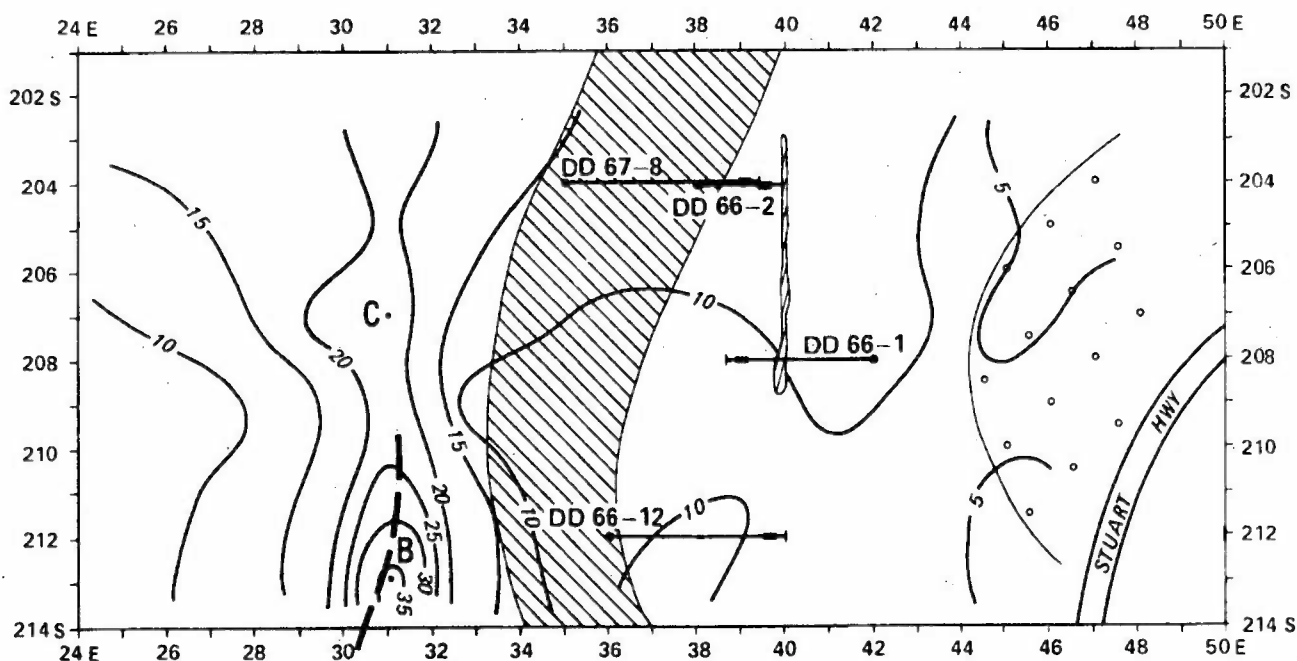 24 E 26 28 30 32 34 36 38 40 42 44 46 48 50 E
202 S 202 S
15
DD 67-8
204 204
DD 66-2
5
206 206
10
C
10
DD 66-1
20
208 208
15
HWY
210 210
20
25
10
5
DD 66-12
10
STUART
212 B 212
30
35
214 S 214 S
24 E 26 28 30 32 34 36 38 40 42 44 46 48 50 E